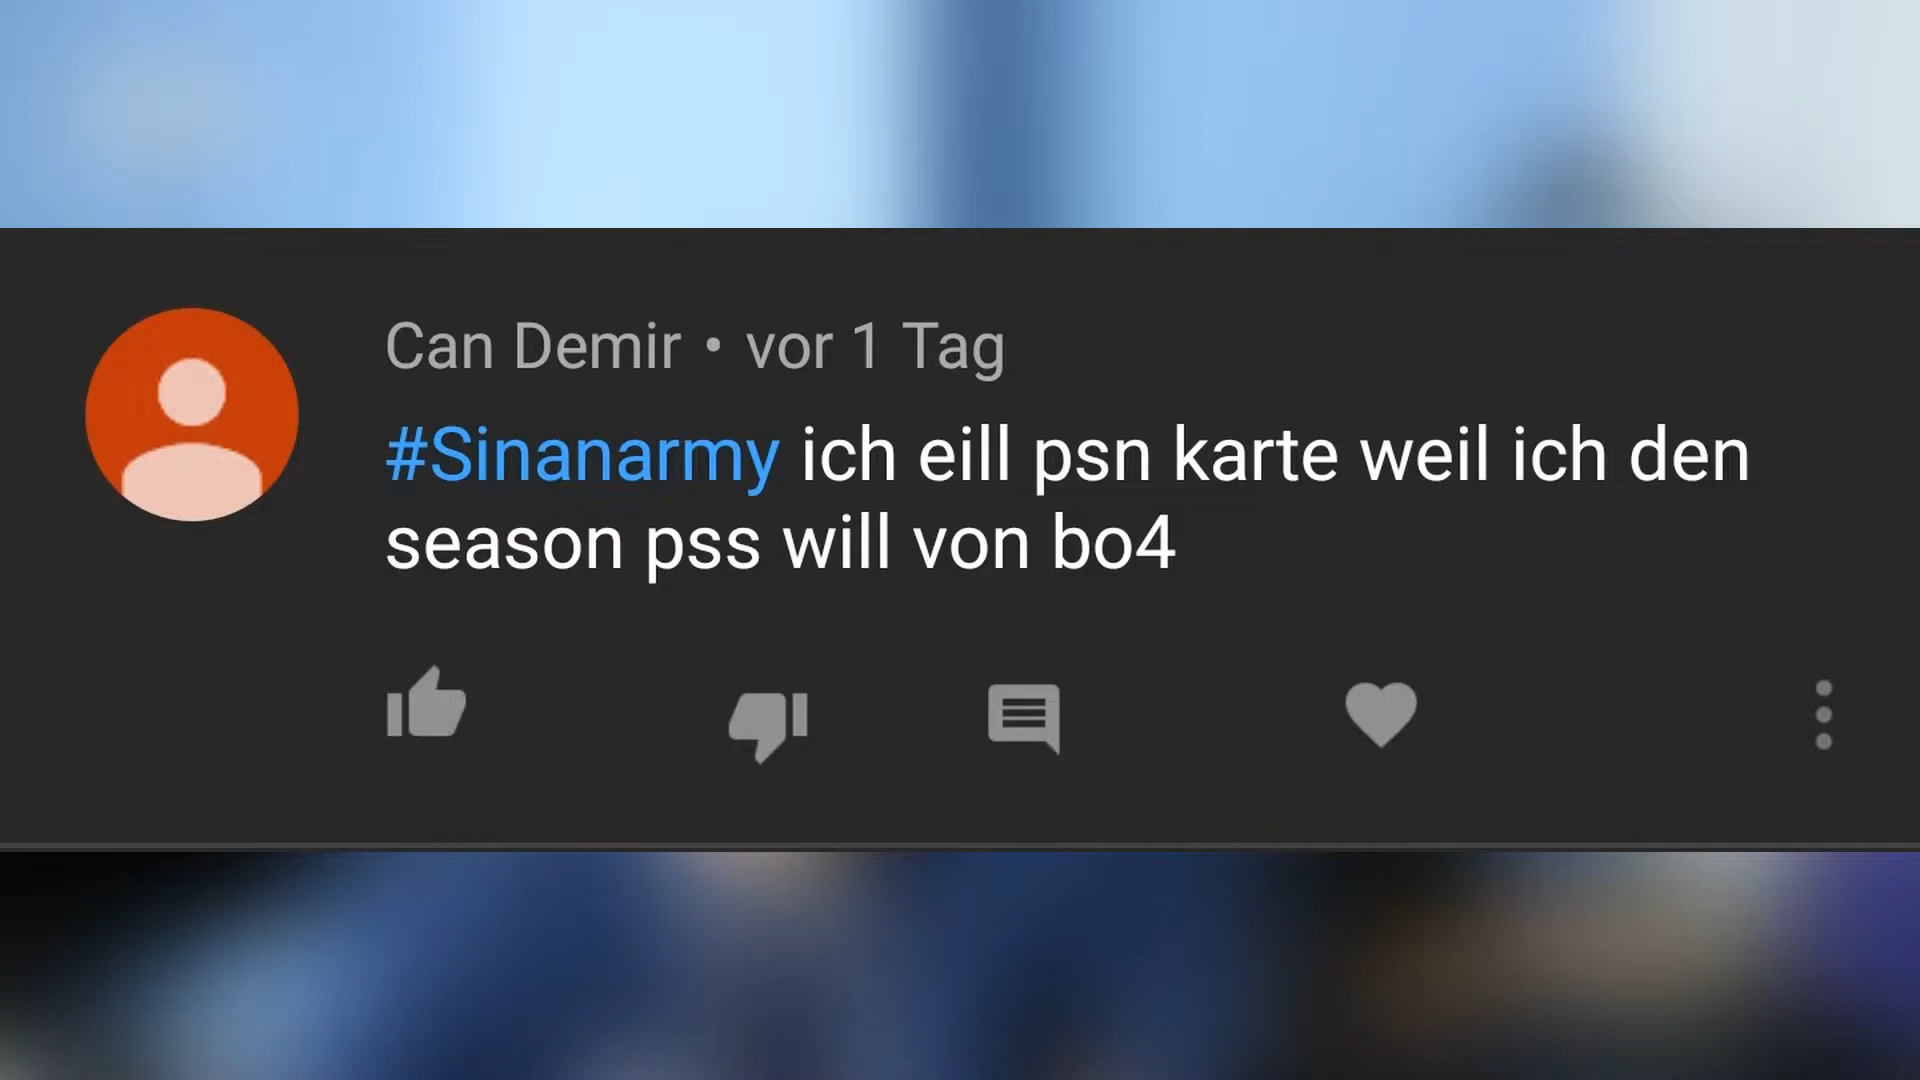 Can Demir • vor 1 Tag
#Sinanarmy ich eill psn karte weil ich den
season pss will von bo4